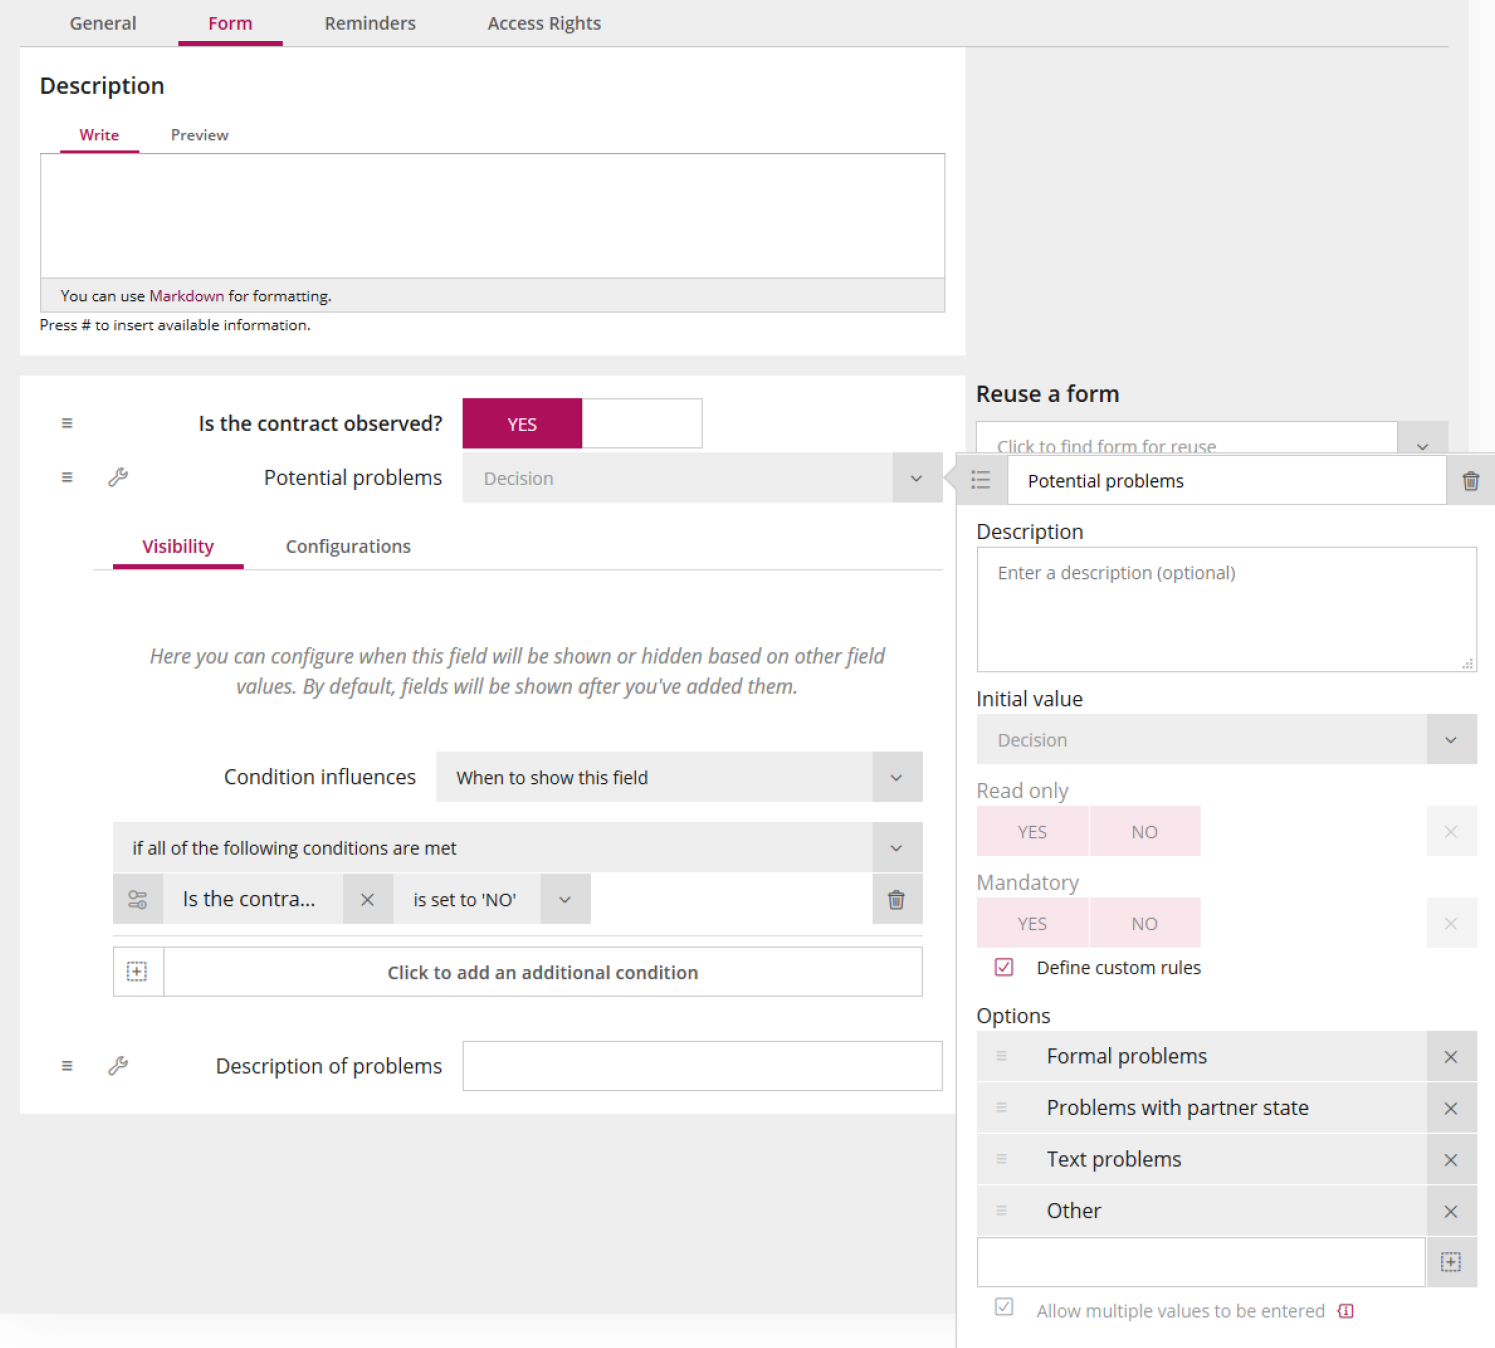 General
Form
Reminders
Access Rights
Description
Write
Preview
You can use Markdown for formatting.
Press # to insert available information.
Is the contract observed?
YES
Potential problems
Decision
Visibility
Configurations
Here you can configure when this field will be shown or hidden based on other field
values. By default, fields will be shown after you've added them.
Condition influences
When to show this field
if all of the following conditions are met
Is the contra...
is set to 'NO'
Click to add an additional condition
Description of problems
Reuse a form
Click to find form for reuse
Potential problems
Description
Enter a description (optional)
Initial value
Decision
Read only
YES
NO
Mandatory
YES
NO
Define custom rules
Options
Formal problems
Problems with partner state
Text problems
Other
Allow multiple values to be entered